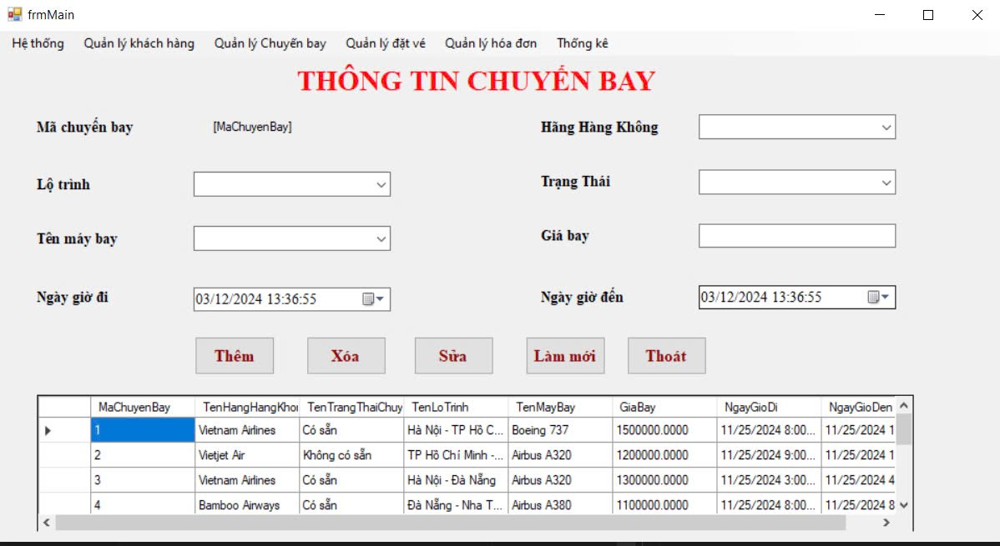 frmMain
Hệ thống Quản lý khách hàng Quản lý Chuyến bay Quản lý đặt vé Quản lý hóa đơn Thống kê
THÔNG TIN CHUYẾN BAY
Mã chuyến bay [MaChuyenBay] Hãng Hàng Không
Lộ trình Trạng Thái
Tên máy bay Giá bay
Ngày giờ đi 03/12/2024 13:36:55 Ngày giờ đến 03/12/2024 13:36:55
Thêm Xóa Sửa Làm mới Thoát
MaChuyenBay TenHangHangKhon TenTrangThaiChuy TenLoTrinh TenMayBay GiaBay NgayGioDi NgayGioDen
1 Vietnam Airlines Có sẵn Hà Nội - TP Hồ C... Boeing 737 1500000.0000 11/25/2024 8:00... 11/25/2024 1
2 Vietjet Air Không có sẵn TP Hồ Chí Minh -... Airbus A320 1200000.0000 11/25/2024 9:00... 11/25/2024 1
3 Vietnam Airlines Có sẵn Hà Nội - Đà Nẵng Airbus A320 1300000.0000 11/25/2024 3:00... 11/25/2024 4
4 Bamboo Airways Có sẵn Đà Nẵng - Nha T... Airbus A380 1100000.0000 11/25/2024 8:00... 11/25/2024 8